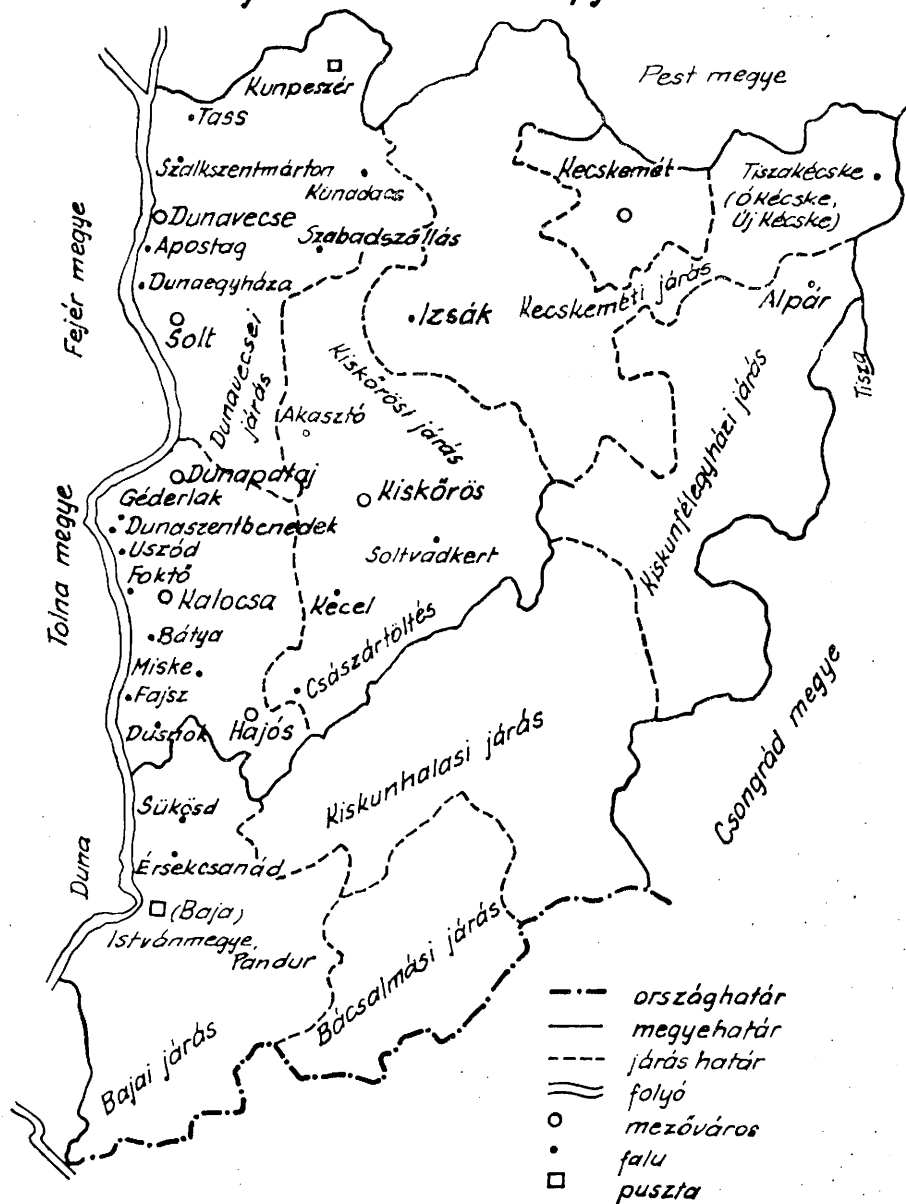 Pest megye
Kunpeszér
Tass
Szalkszentmárton
Kunadacs
Kecskemét
Tiszakécske
(Ókécske,
Új Kécske)
Dunavecse
Apostag
Szabadszállás
Dunaegyháza
Fejér megye
Solt
Izsák
Kecskeméti járás
Alpár
Tisza
Dunavecsei
járás
Kiskőrösi járás
Akasztó
Kiskunfélegyházi járás
Dunapataj
Géderlak
Kiskőrös
Dunaszentbenedek
Uszód
Soltvadkert
Tolna megye
Foktő
Kalocsa
Kecel
Bátya
Császártöltés
Miske
Fajsz
Dusnok
Hajós
Csongrád megye
Kiskunhalasi járás
Sükösd
Érsekcsanád
Duna
(Baja)
Istvánmegye,
Pandur
Bácsalmási járás
Bajai járás
országhatár
megyehatár
járás határ
folyó
mezőváros
falu
puszta